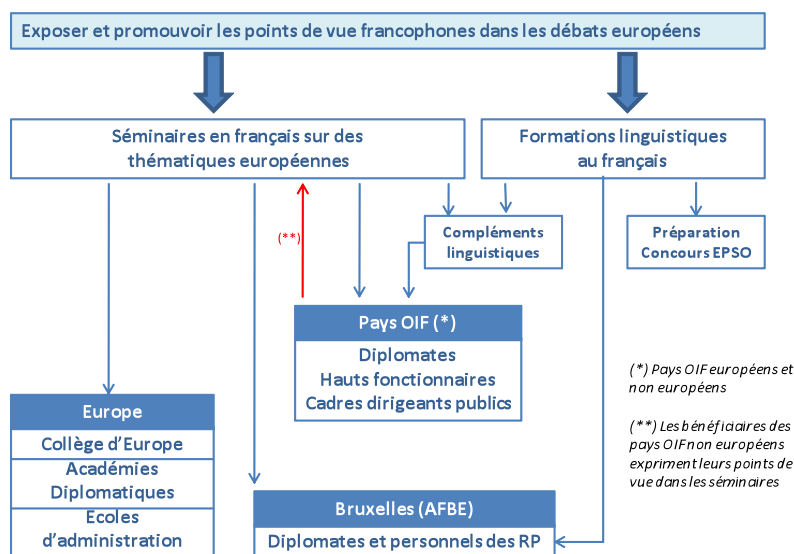 Exposer et promouvoir les points de vue francophones dans les débats européens
Séminaires en français sur des
thématiques européennes
Formations linguistiques
au français
(**)
Compléments
linguistiques
Préparation
Concours EPSO
Pays OIF (*)
Diplomates
Hauts fonctionnaires
Cadres dirigeants publics
(*) Pays OIF européens et
non européens
(**) Les bénéficiaires des
pays OIF non européens
expriment leurs points de
vue dans les séminaires
Europe
Collège d'Europe
Académies
Diplomatiques
Ecoles
d'administration
Bruxelles (AFBE)
Diplomates et personnels des RP